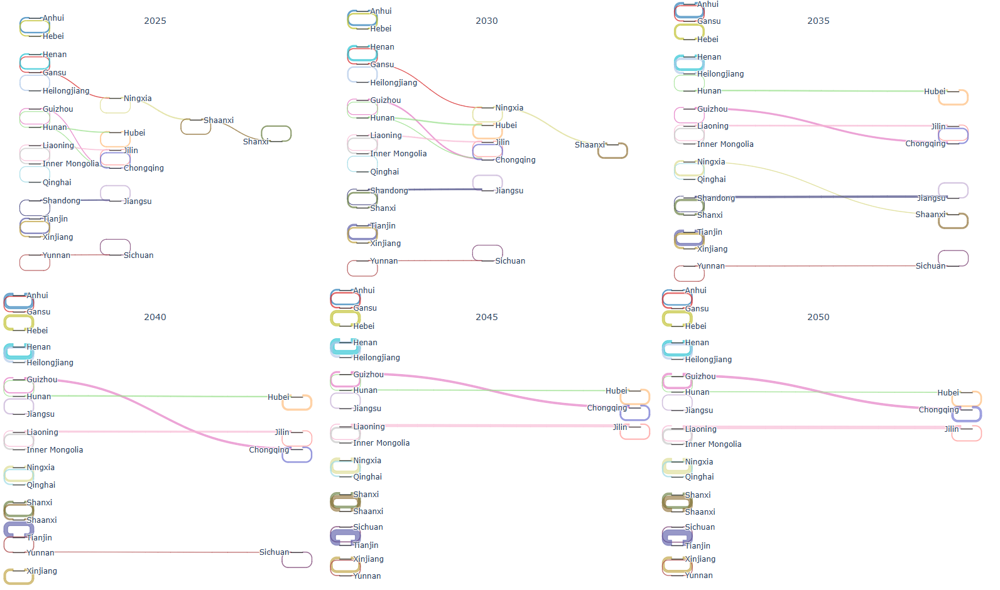 2025
Anhui
Hebei
Henan
Gansu
Heilongjiang
Ningxia
Guizhou
Shaanxi
Hunan
Hubei
Shanxi
Liaoning
Jilin
Inner Mongolia
Chongqing
Qinghai
Shandong
Jiangsu
Tianjin
Xinjiang
Yunnan
Sichuan
2030
Anhui
Hebei
Henan
Gansu
Heilongjiang
Guizhou
Ningxia
Hunan
Hubei
Liaoning
Jilin
Shaanxi
Inner Mongolia
Chongqing
Qinghai
Shandong
Jiangsu
Shanxi
Tianjin
Xinjiang
Yunnan
Sichuan
2035
Anhui
Gansu
Hebei
Henan
Heilongjiang
Hunan
Hubei
Guizhou
Liaoning
Jilin
Inner Mongolia
Chongqing
Ningxia
Qinghai
Shandong
Jiangsu
Shanxi
Shaanxi
Tianjin
Xinjiang
Yunnan
Sichuan
2040
Anhui
Gansu
Hebei
Henan
Heilongjiang
Guizhou
Hunan
Hubei
Jiangsu
Liaoning
Jilin
Inner Mongolia
Chongqing
Ningxia
Qinghai
Shanxi
Shaanxi
Tianjin
Yunnan
Sichuan
Xinjiang
2045
Anhui
Gansu
Hebei
Henan
Heilongjiang
Guizhou
Hunan
Hubei
Jiangsu
Chongqing
Liaoning
Jilin
Inner Mongolia
Ningxia
Qinghai
Shanxi
Shaanxi
Sichuan
Tianjin
Xinjiang
Yunnan
2050
Anhui
Gansu
Hebei
Henan
Heilongjiang
Guizhou
Hunan
Hubei
Jiangsu
Chongqing
Liaoning
Jilin
Inner Mongolia
Ningxia
Qinghai
Shanxi
Shaanxi
Sichuan
Tianjin
Xinjiang
Yunnan